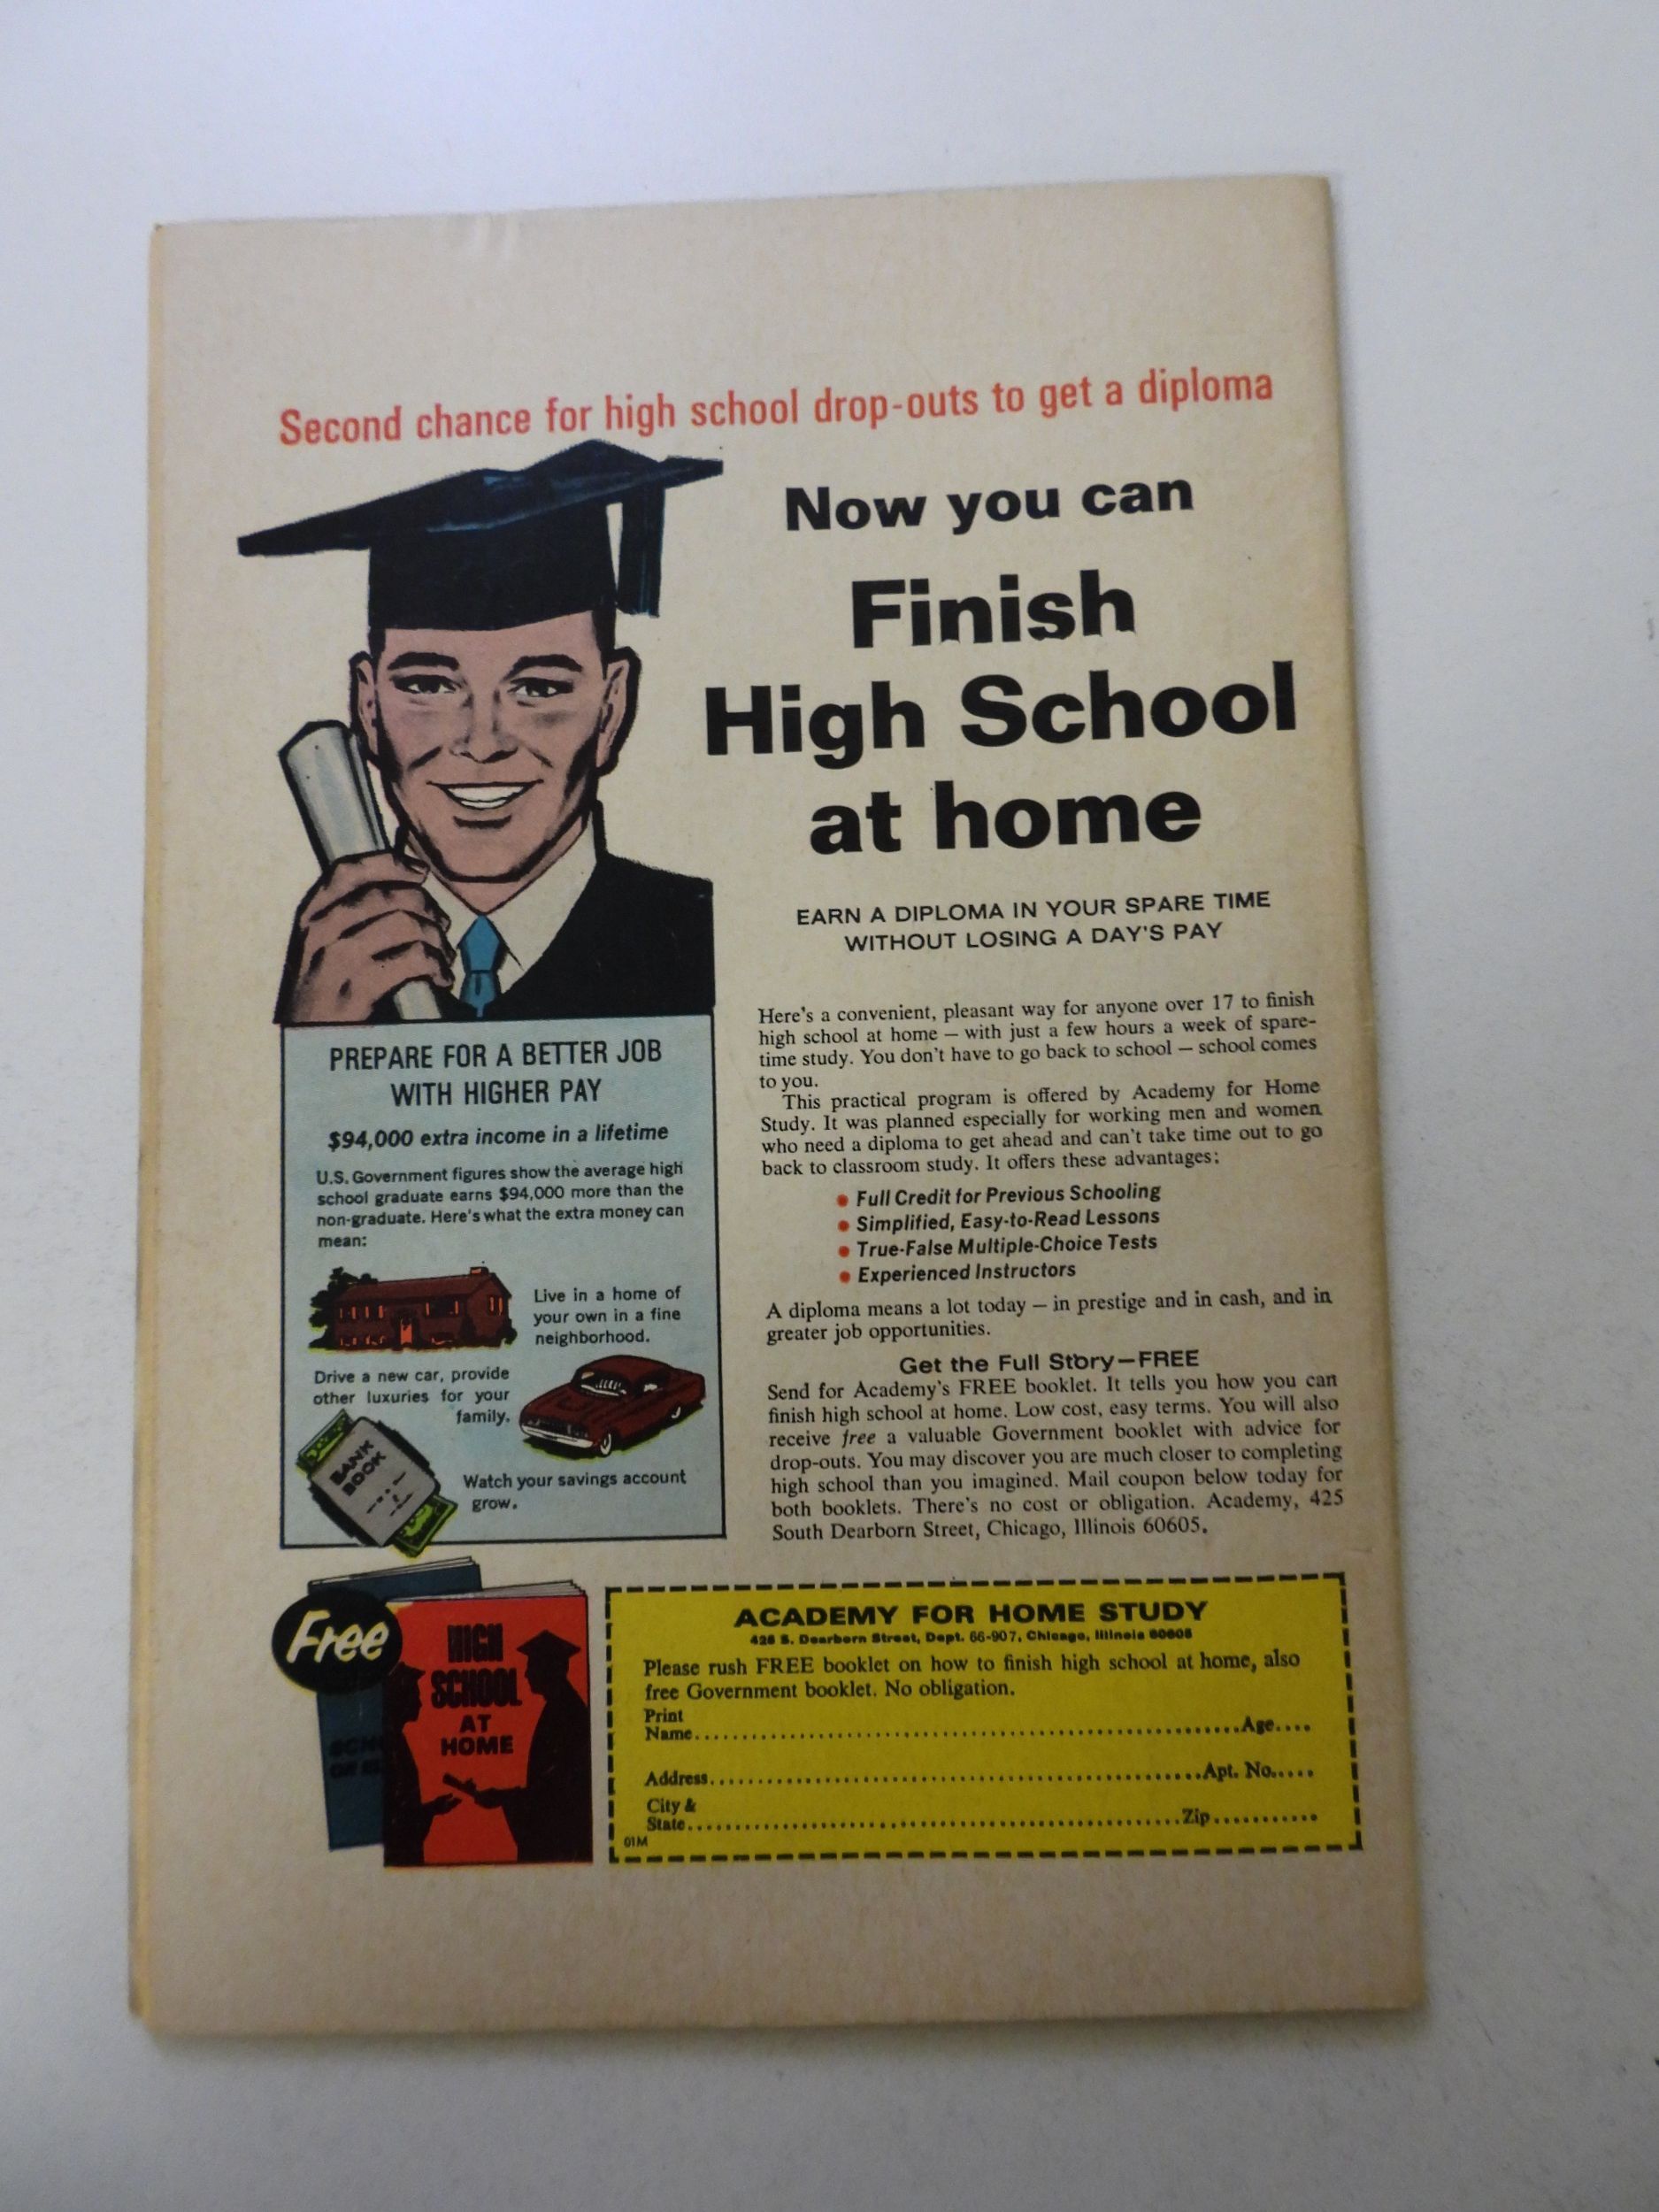 Second chance for high school drop-outs to get a diploma
Now you can
Finish
High School
at home
EARN A DIPLOMA IN YOUR SPARE TIME
WITHOUT LOSING A DAY'S PAY
Here's a convenient, pleasant way for anyone over 17 to finish
high school at home — with just a few hours a week of spare-
time study. You don't have to go back to school — school comes
to you.
This practical program is offered by Academy for Home
Study. It was planned especially for working men and women
who need a diploma to get ahead and can't take time out to go
back to classroom study. It offers these advantages:
• Full Credit for Previous Schooling
• Simplified, Easy-to-Read Lessons
• True-False Multiple-Choice Tests
• Experienced Instructors
A diploma means a lot today — in prestige and in cash, and in
greater job opportunities.
Get the Full Story—FREE
Send for Academy's FREE booklet. It tells you how you can
finish high school at home. Low cost, easy terms. You will also
receive free a valuable Government booklet with advice for
drop-outs. You may discover you are much closer to completing
high school than you imagined. Mail coupon below today for
both booklets. There's no cost or obligation. Academy, 425
South Dearborn Street, Chicago, Illinois 60605.
PREPARE FOR A BETTER JOB
WITH HIGHER PAY
$94,000 extra income in a lifetime
U.S. Government figures show the average high
school graduate earns $94,000 more than the
non-graduate. Here's what the extra money can
mean:
Live in a home of
your own in a fine
neighborhood.
Drive a new car, provide
other luxuries for your
family.
BANK
BOOK
Watch your savings account
grow.
Free
HIGH
SCHOOL
AT
HOME
ACADEMY FOR HOME STUDY
425 S. Dearborn Street, Dept. 66-907, Chicago, Illinois 60605
Please rush FREE booklet on how to finish high school at home, also
free Government booklet. No obligation.
Print
Name........Age....
Address........Apt. No.....
City &
State........Zip...........
01M